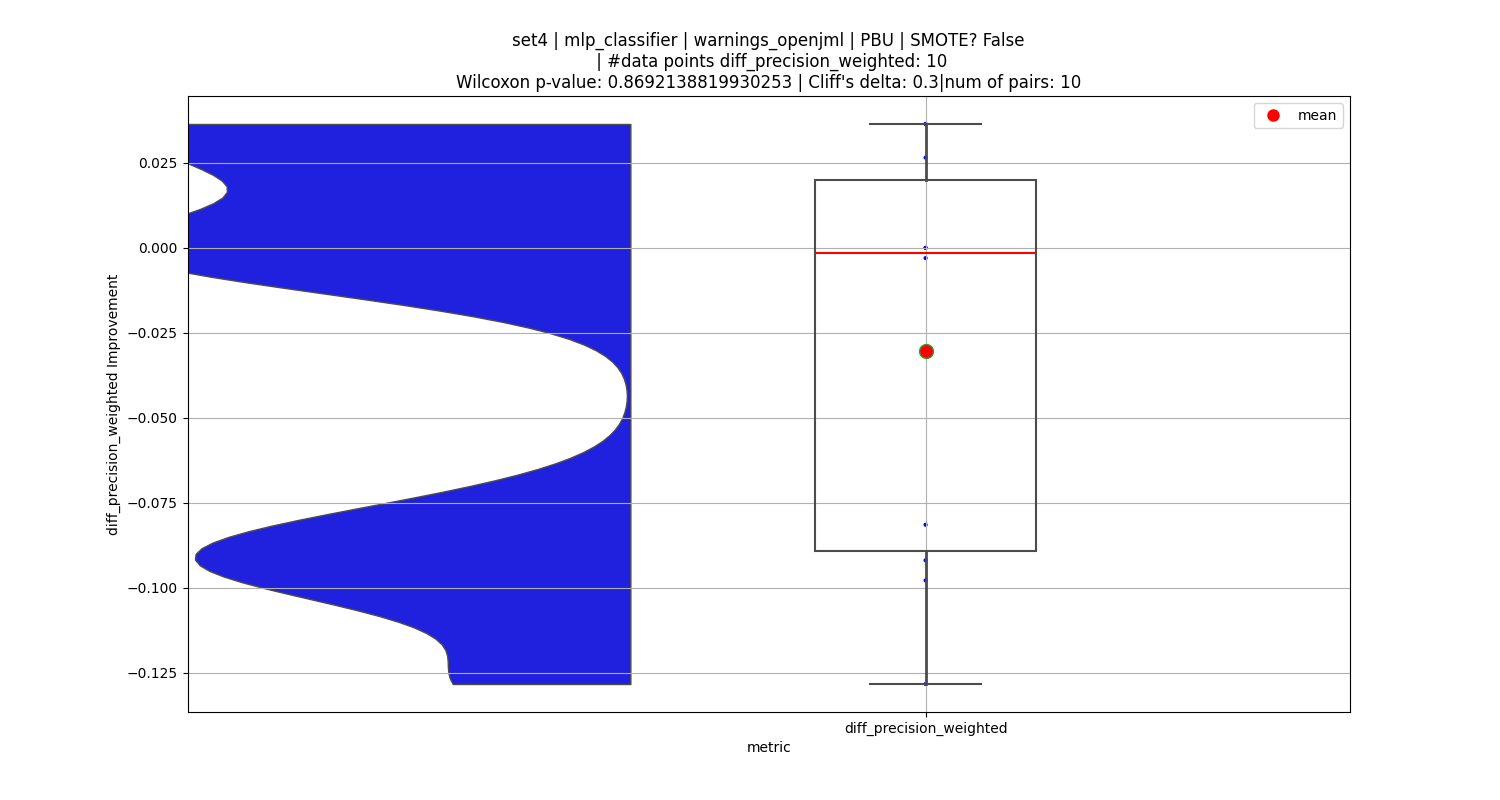 set4 | mlp_classifier | warnings_openjml | PBU | SMOTE? False
| #data points diff_precision_weighted: 10
Wilcoxon p-value: 0.8692138819930253 | Cliff's delta: 0.3|num of pairs: 10
mean
0.025
0.000
−0.025
−0.050
−0.075
−0.100
−0.125
diff_precision_weighted Improvement
diff_precision_weighted
metric